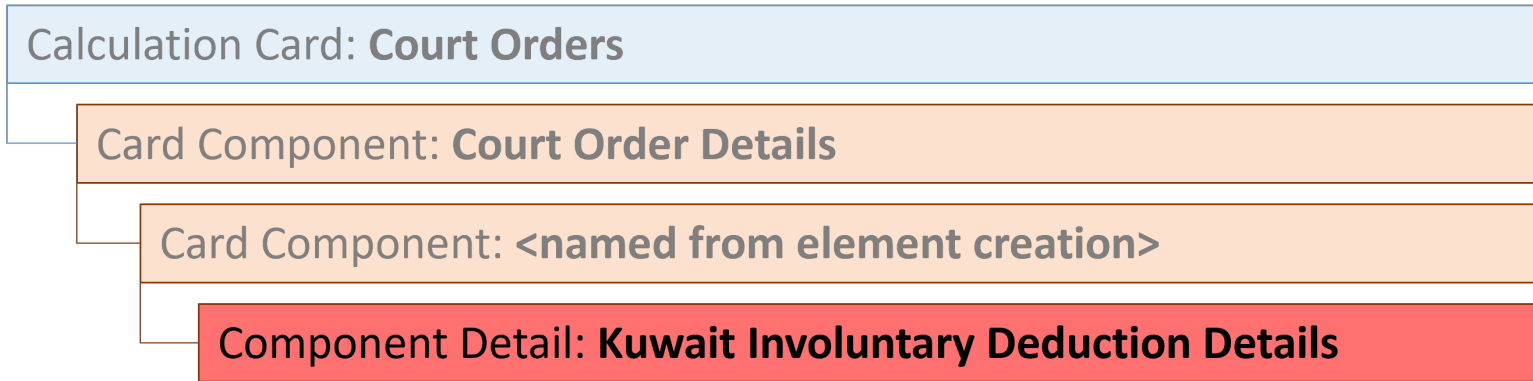 Calculation Card: Court Orders
Card Component: Court Order Details
Card Component: <named from element creation>
Component Detail: Kuwait Involuntary Deduction Details